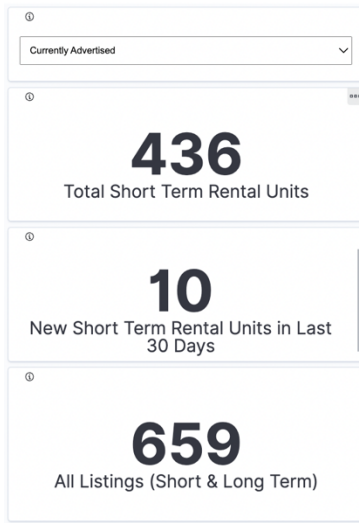 Currently Advertised
436
Total Short Term Rental Units
10
New Short Term Rental Units in Last
30 Days
659
All Listings (Short & Long Term)